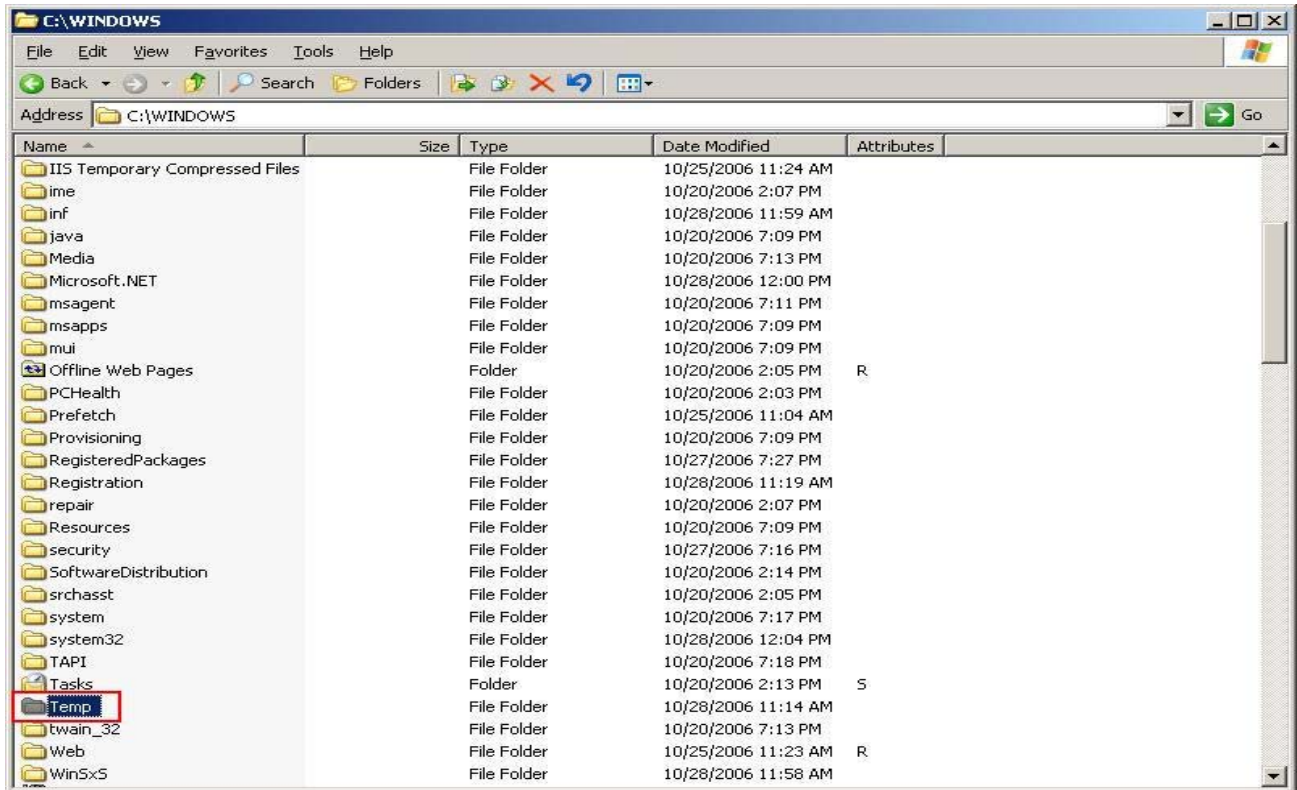 C:\WINDOWS
File Edit View Favorites Tools Help
Back Search Folders
Address C:\WINDOWS Go
Name Size Type Date Modified Attributes
IIS Temporary Compressed Files File Folder 10/25/2006 11:24 AM
ime File Folder 10/20/2006 2:07 PM
inf File Folder 10/28/2006 11:59 AM
java File Folder 10/20/2006 7:09 PM
Media File Folder 10/20/2006 7:13 PM
Microsoft.NET File Folder 10/28/2006 12:00 PM
msagent File Folder 10/20/2006 7:11 PM
msapps File Folder 10/20/2006 7:09 PM
mui File Folder 10/20/2006 7:09 PM
Offline Web Pages Folder 10/20/2006 2:05 PM R
PCHealth File Folder 10/20/2006 2:03 PM
Prefetch File Folder 10/25/2006 11:04 AM
Provisioning File Folder 10/20/2006 7:09 PM
RegisteredPackages File Folder 10/27/2006 7:27 PM
Registration File Folder 10/28/2006 11:19 AM
repair File Folder 10/20/2006 2:07 PM
Resources File Folder 10/20/2006 7:09 PM
security File Folder 10/27/2006 7:16 PM
SoftwareDistribution File Folder 10/20/2006 2:14 PM
srchasst File Folder 10/20/2006 2:05 PM
system File Folder 10/20/2006 7:17 PM
system32 File Folder 10/28/2006 12:04 PM
TAPI File Folder 10/20/2006 7:18 PM
Tasks Folder 10/20/2006 2:13 PM S
Temp File Folder 10/28/2006 11:14 AM
twain_32 File Folder 10/20/2006 7:13 PM
Web File Folder 10/25/2006 11:23 AM R
WinSxS File Folder 10/28/2006 11:58 AM